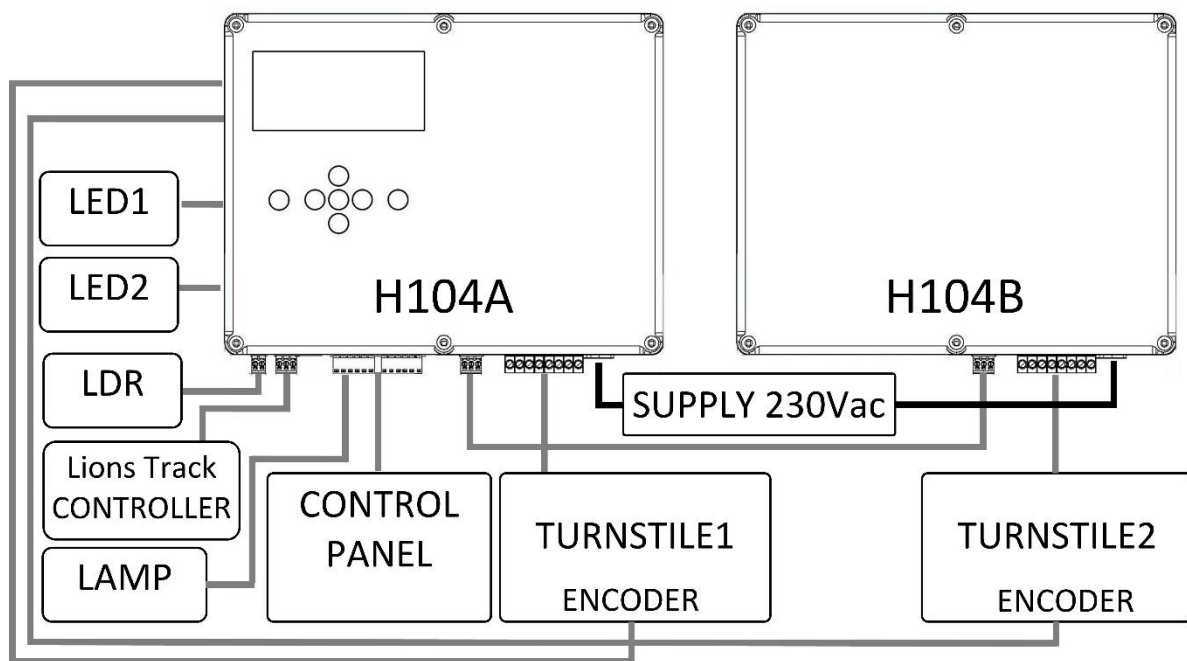 LED1
LED2
LDR
Lions Track
CONTROLLER
LAMP
H104A
H104B
SUPPLY 230Vac
CONTROL
PANEL
TURNSTILE1
ENCODER
TURNSTILE2
ENCODER